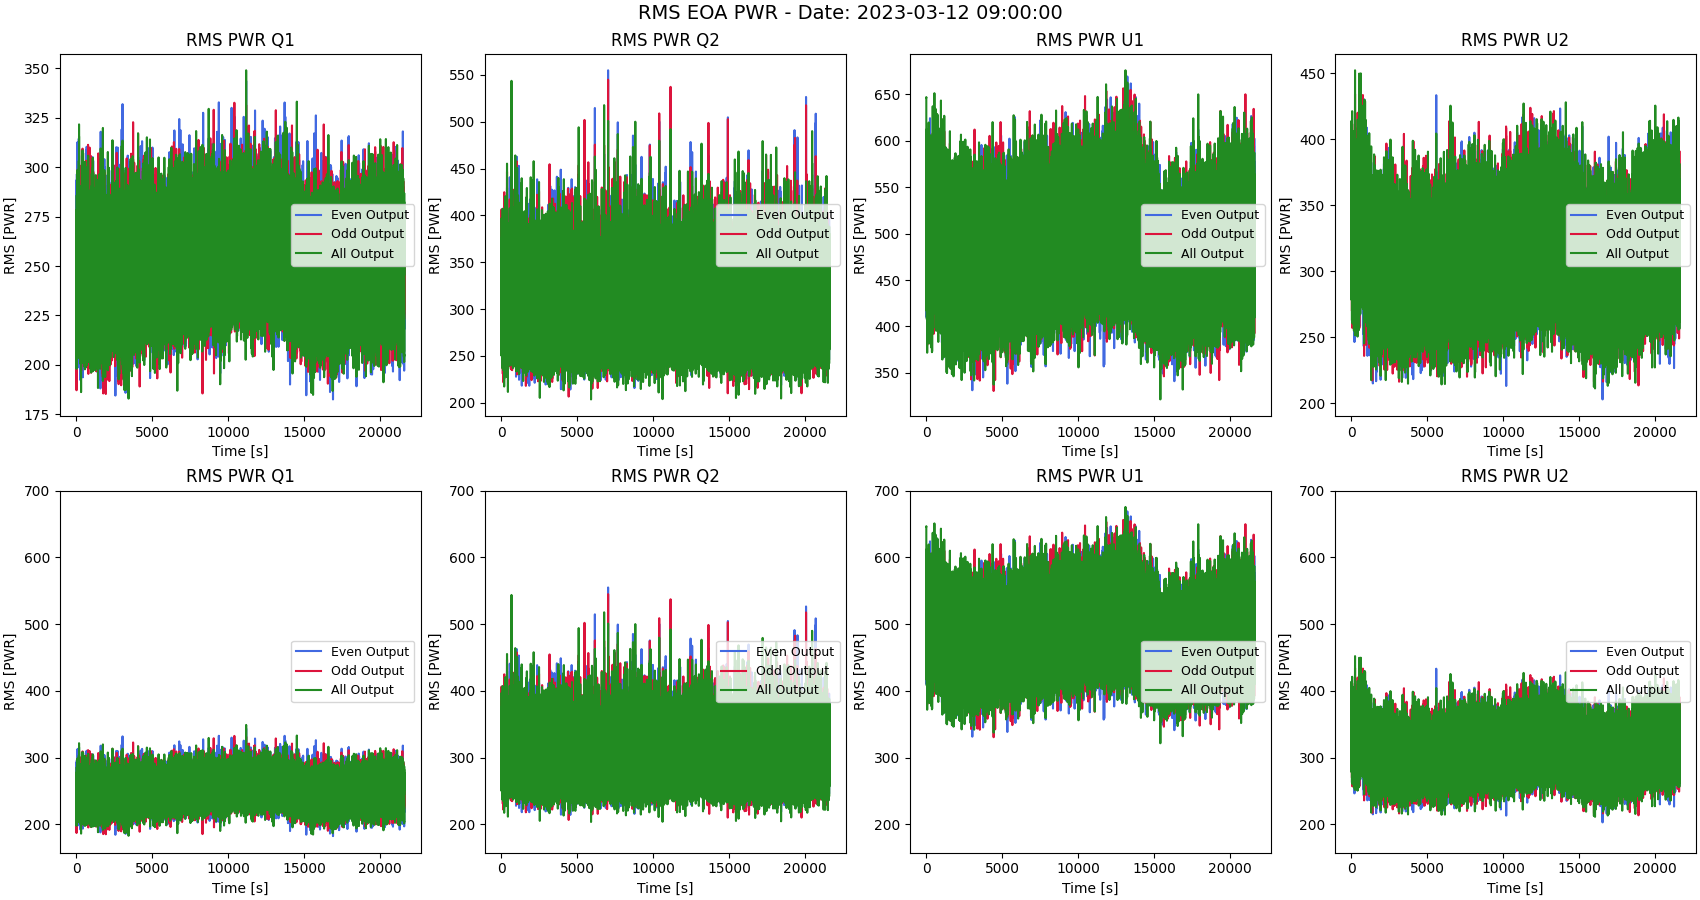 RMS EOA PWR - Date: 2023-03-12 09:00:00
RMS PWR Q1
RMS [PWR]
350
325
300
275
250
225
200
175
Even Output
Odd Output
All Output
0 5000 10000 15000 20000
Time [s]
RMS PWR Q2
RMS [PWR]
550
500
450
400
350
300
250
200
Even Output
Odd Output
All Output
0 5000 10000 15000 20000
Time [s]
RMS PWR U1
RMS [PWR]
650
600
550
500
450
400
350
Even Output
Odd Output
All Output
0 5000 10000 15000 20000
Time [s]
RMS PWR U2
RMS [PWR]
450
400
350
300
250
200
Even Output
Odd Output
All Output
0 5000 10000 15000 20000
Time [s]
RMS PWR Q1
RMS [PWR]
700
600
500
400
300
200
Even Output
Odd Output
All Output
0 5000 10000 15000 20000
Time [s]
RMS PWR Q2
RMS [PWR]
700
600
500
400
300
200
Even Output
Odd Output
All Output
0 5000 10000 15000 20000
Time [s]
RMS PWR U1
RMS [PWR]
700
600
500
400
300
200
Even Output
Odd Output
All Output
0 5000 10000 15000 20000
Time [s]
RMS PWR U2
RMS [PWR]
700
600
500
400
300
200
Even Output
Odd Output
All Output
0 5000 10000 15000 20000
Time [s]